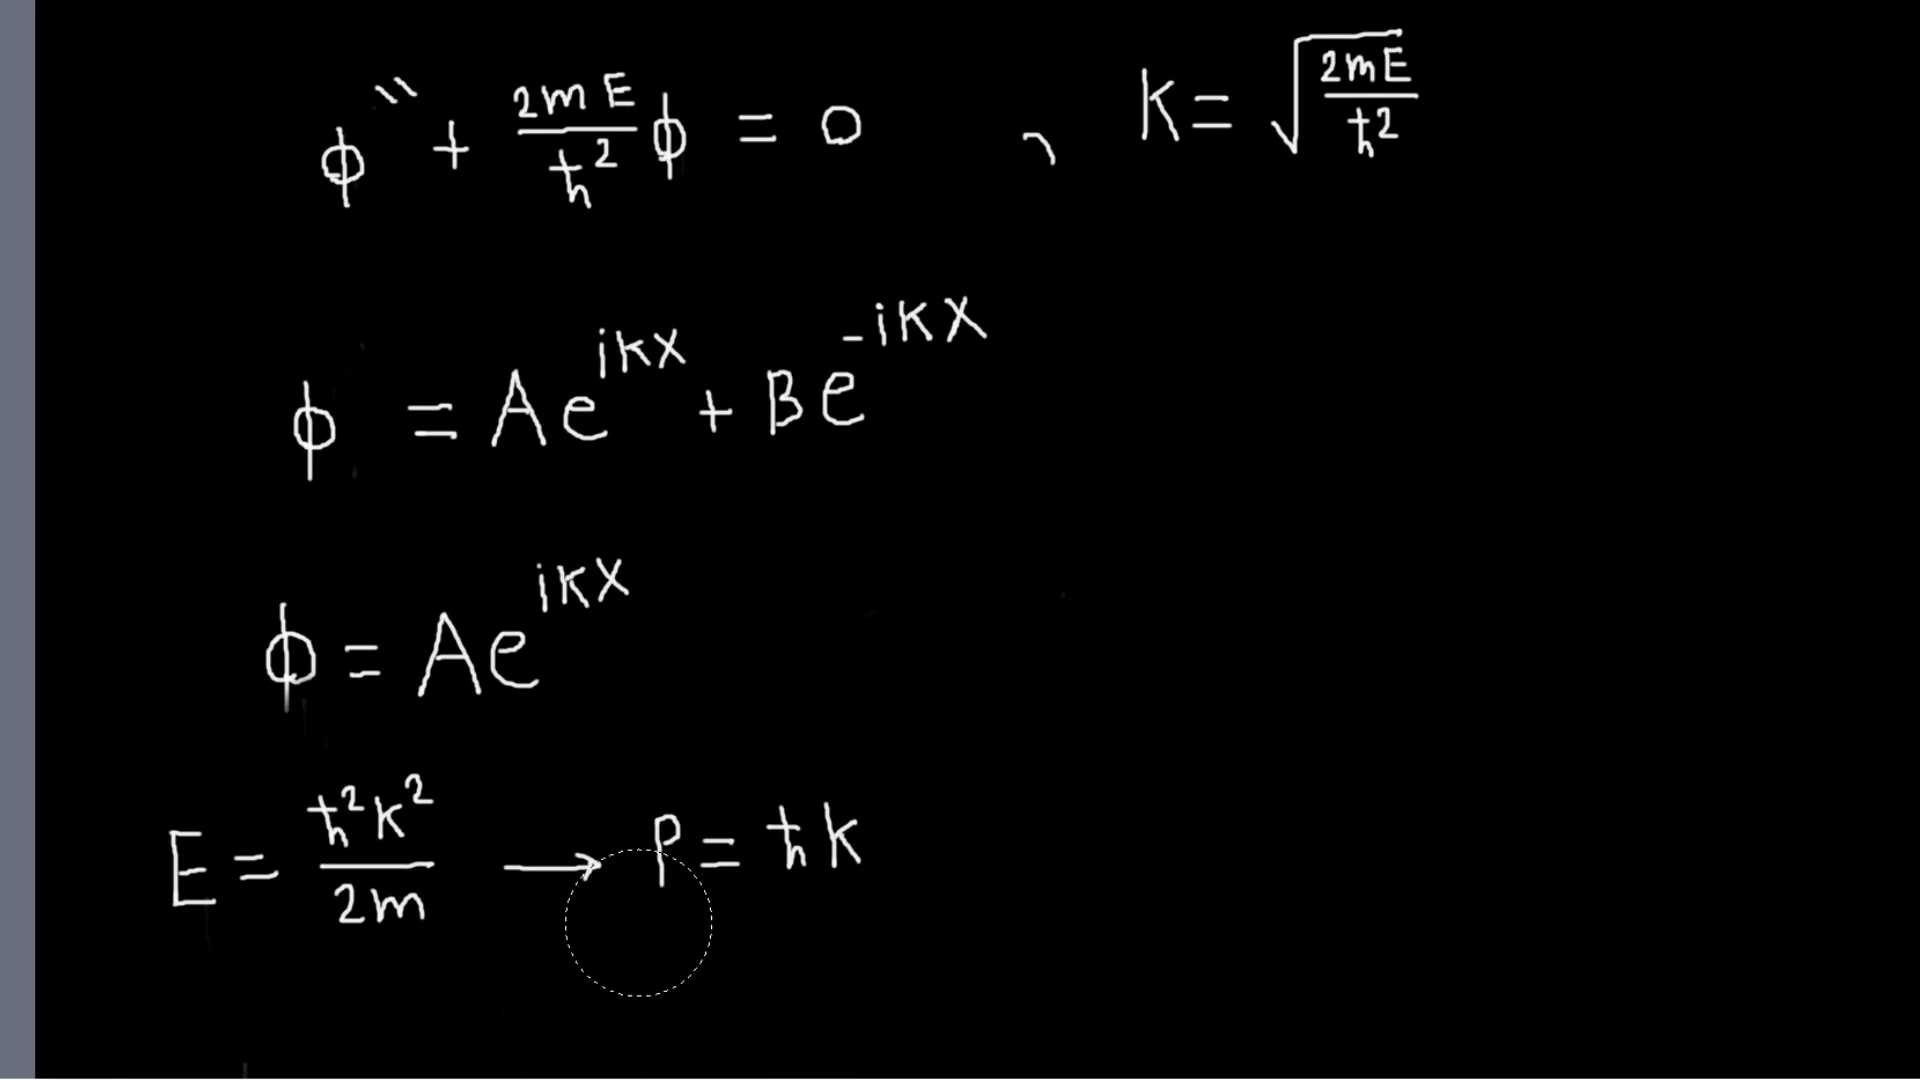 ϕ'' + 2mE/ħ² ϕ = 0 , K = √(2mE/ħ²)
ϕ = Ae^{ikx} + Be^{-ikx}
ϕ = Ae^{ikx}
E = ħ²k²/2m → P = ħk